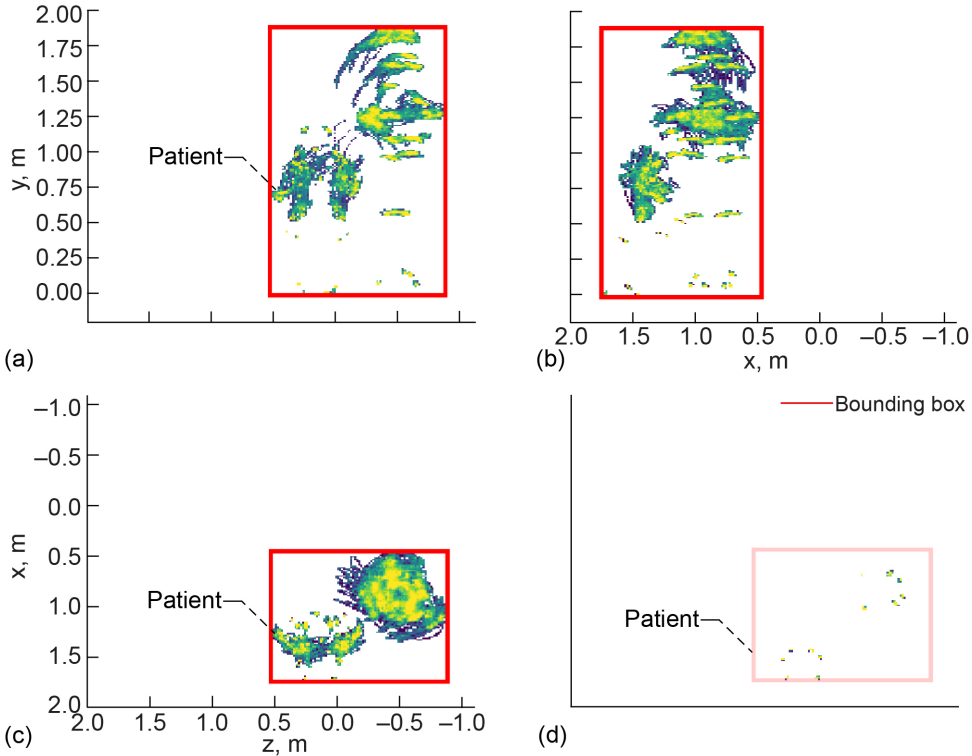 2.00
1.75
1.50
1.25
1.00
0.75
0.50
0.25
0.00
y, m
Patient
(a)
2.0 1.5 1.0 0.5 0.0 –0.5 –1.0
x, m
(b)
–1.0
–0.5
0.0
0.5
1.0
1.5
2.0
x, m
Patient
2.0 1.5 1.0 0.5 0.0 –0.5 –1.0
z, m
(c)
Bounding box
Patient
(d)